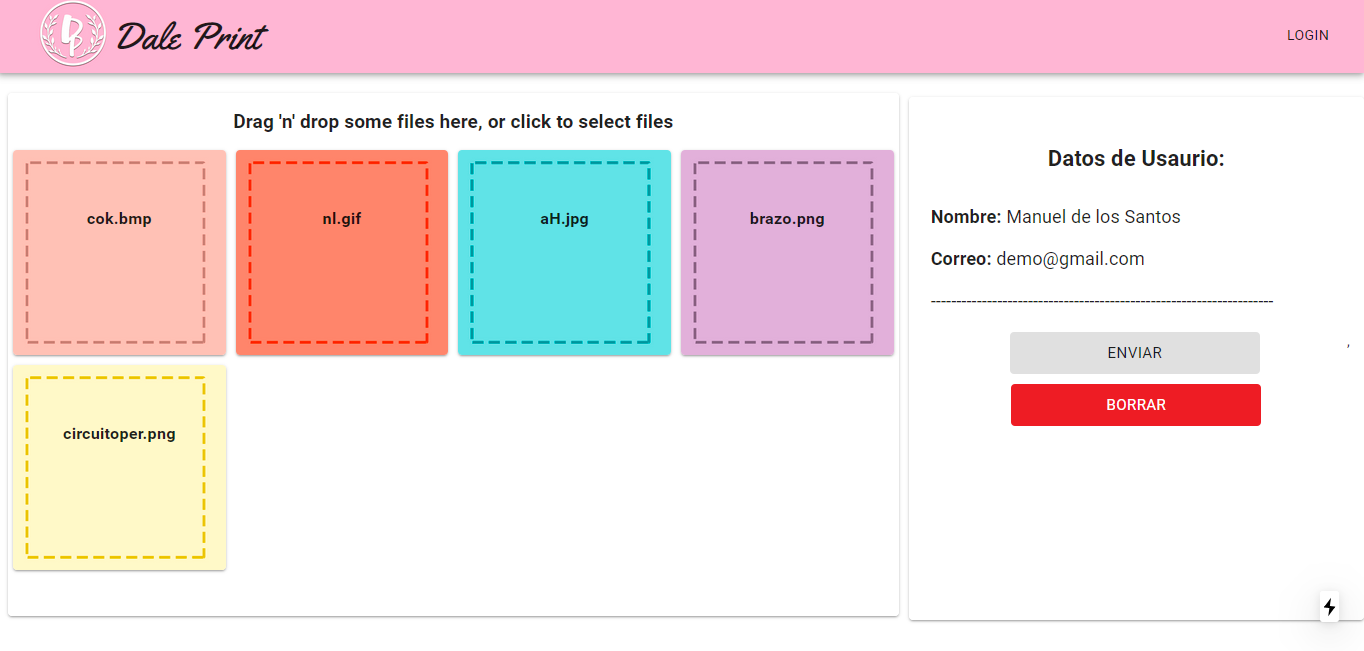 Dale Print
LOGIN
Drag 'n' drop some files here, or click to select files
cok.bmp
nl.gif
aH.jpg
brazo.png
circuitoper.png
Datos de Usaurio:
Nombre: Manuel de los Santos
Correo: demo@gmail.com
-------------------------------------------------------------------
ENVIAR
,
BORRAR